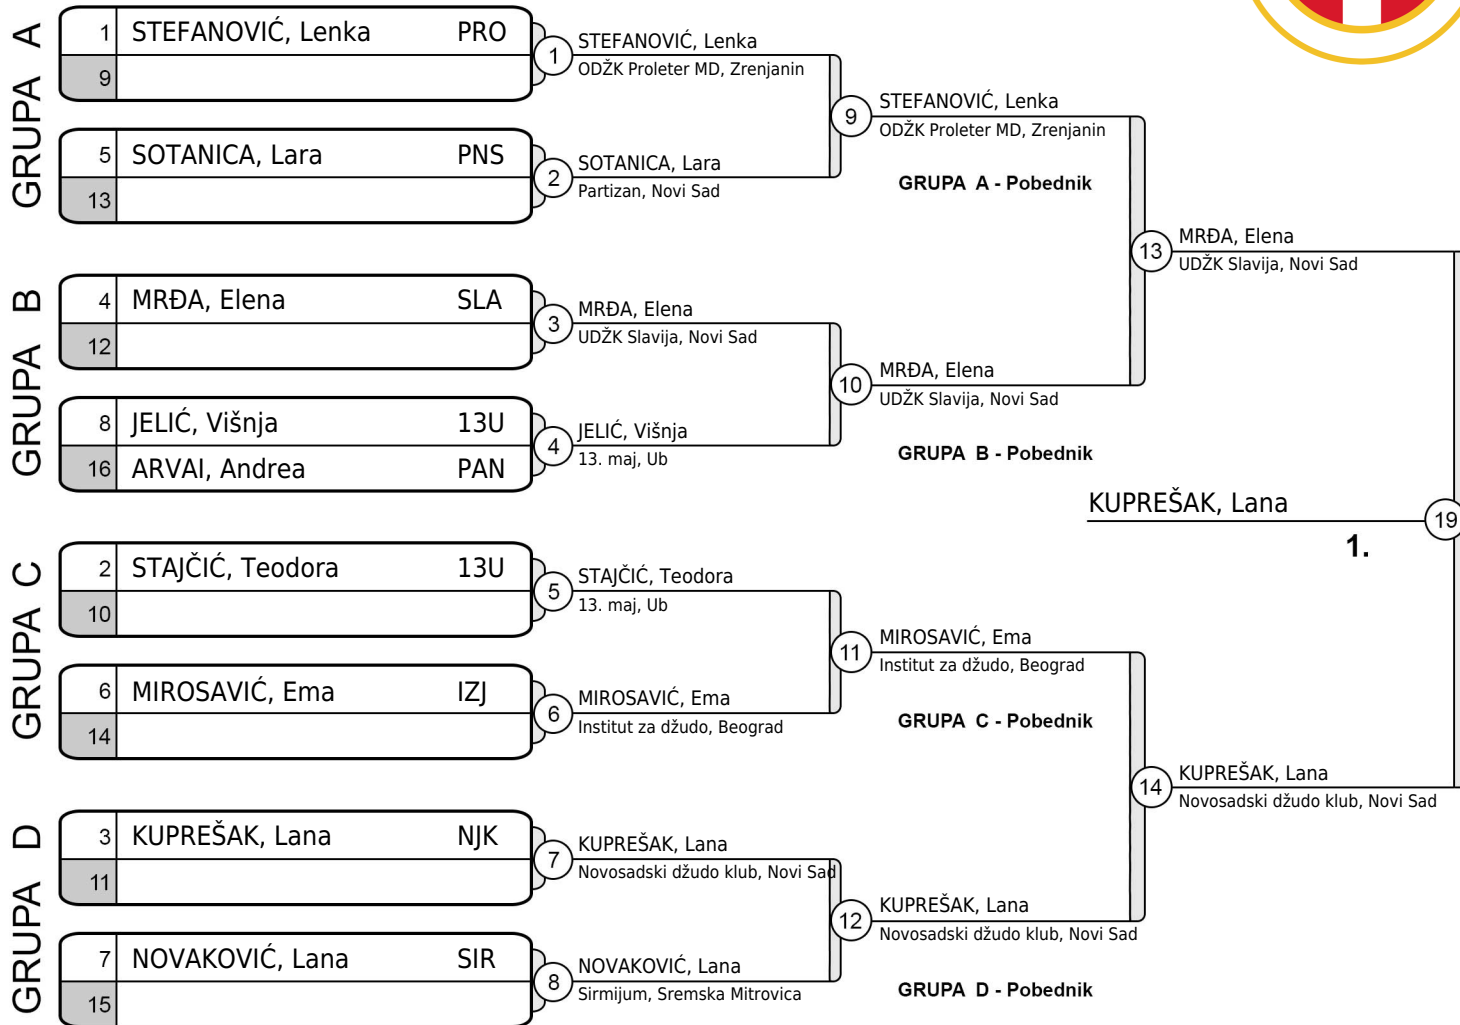 GRUPA A
1 STEFANOVIĆ, Lenka PRO
9
5 SOTANICA, Lara PNS
13
1
STEFANOVIĆ, Lenka
ODŽK Proleter MD, Zrenjanin
2
SOTANICA, Lara
Partizan, Novi Sad
9
STEFANOVIĆ, Lenka
ODŽK Proleter MD, Zrenjanin
GRUPA A - Pobednik
GRUPA B
4 MRĐA, Elena SLA
12
8 JELIĆ, Višnja 13U
16 ARVAI, Andrea PAN
3
MRĐA, Elena
UDŽK Slavija, Novi Sad
4
JELIĆ, Višnja
13. maj, Ub
10
MRĐA, Elena
UDŽK Slavija, Novi Sad
GRUPA B - Pobednik
13
MRĐA, Elena
UDŽK Slavija, Novi Sad
KUPREŠAK, Lana
19
1.
GRUPA C
2 STAJČIĆ, Teodora 13U
10
6 MIROSAVIĆ, Ema IZJ
14
5
STAJČIĆ, Teodora
13. maj, Ub
6
MIROSAVIĆ, Ema
Institut za džudo, Beograd
11
MIROSAVIĆ, Ema
Institut za džudo, Beograd
GRUPA C - Pobednik
14
KUPREŠAK, Lana
Novosadski džudo klub, Novi Sad
GRUPA D
3 KUPREŠAK, Lana NJK
11
7 NOVAKOVIĆ, Lana SIR
15
7
KUPREŠAK, Lana
Novosadski džudo klub, Novi Sad
8
NOVAKOVIĆ, Lana
Sirmijum, Sremska Mitrovica
12
KUPREŠAK, Lana
Novosadski džudo klub, Novi Sad
GRUPA D - Pobednik